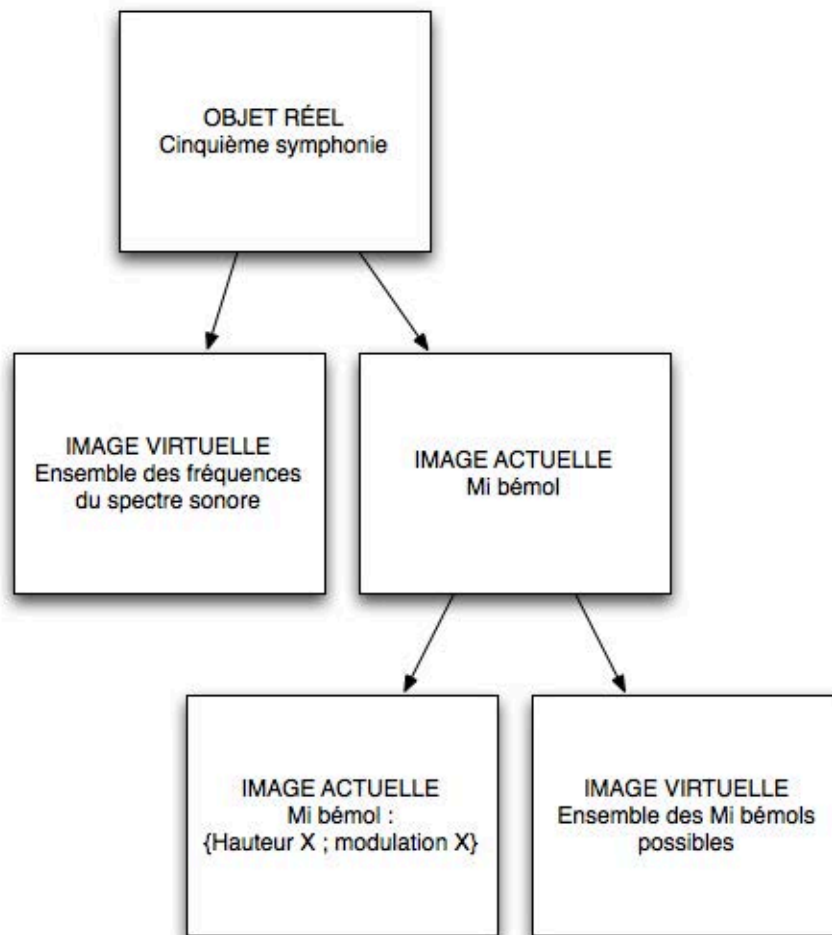 OBJET RÉEL
Cinquième symphonie
IMAGE VIRTUELLE
Ensemble des fréquences
du spectre sonore
IMAGE ACTUELLE
Mi bémol
IMAGE ACTUELLE
Mi bémol :
{Hauteur X ; modulation X}
IMAGE VIRTUELLE
Ensemble des Mi bémols
possibles